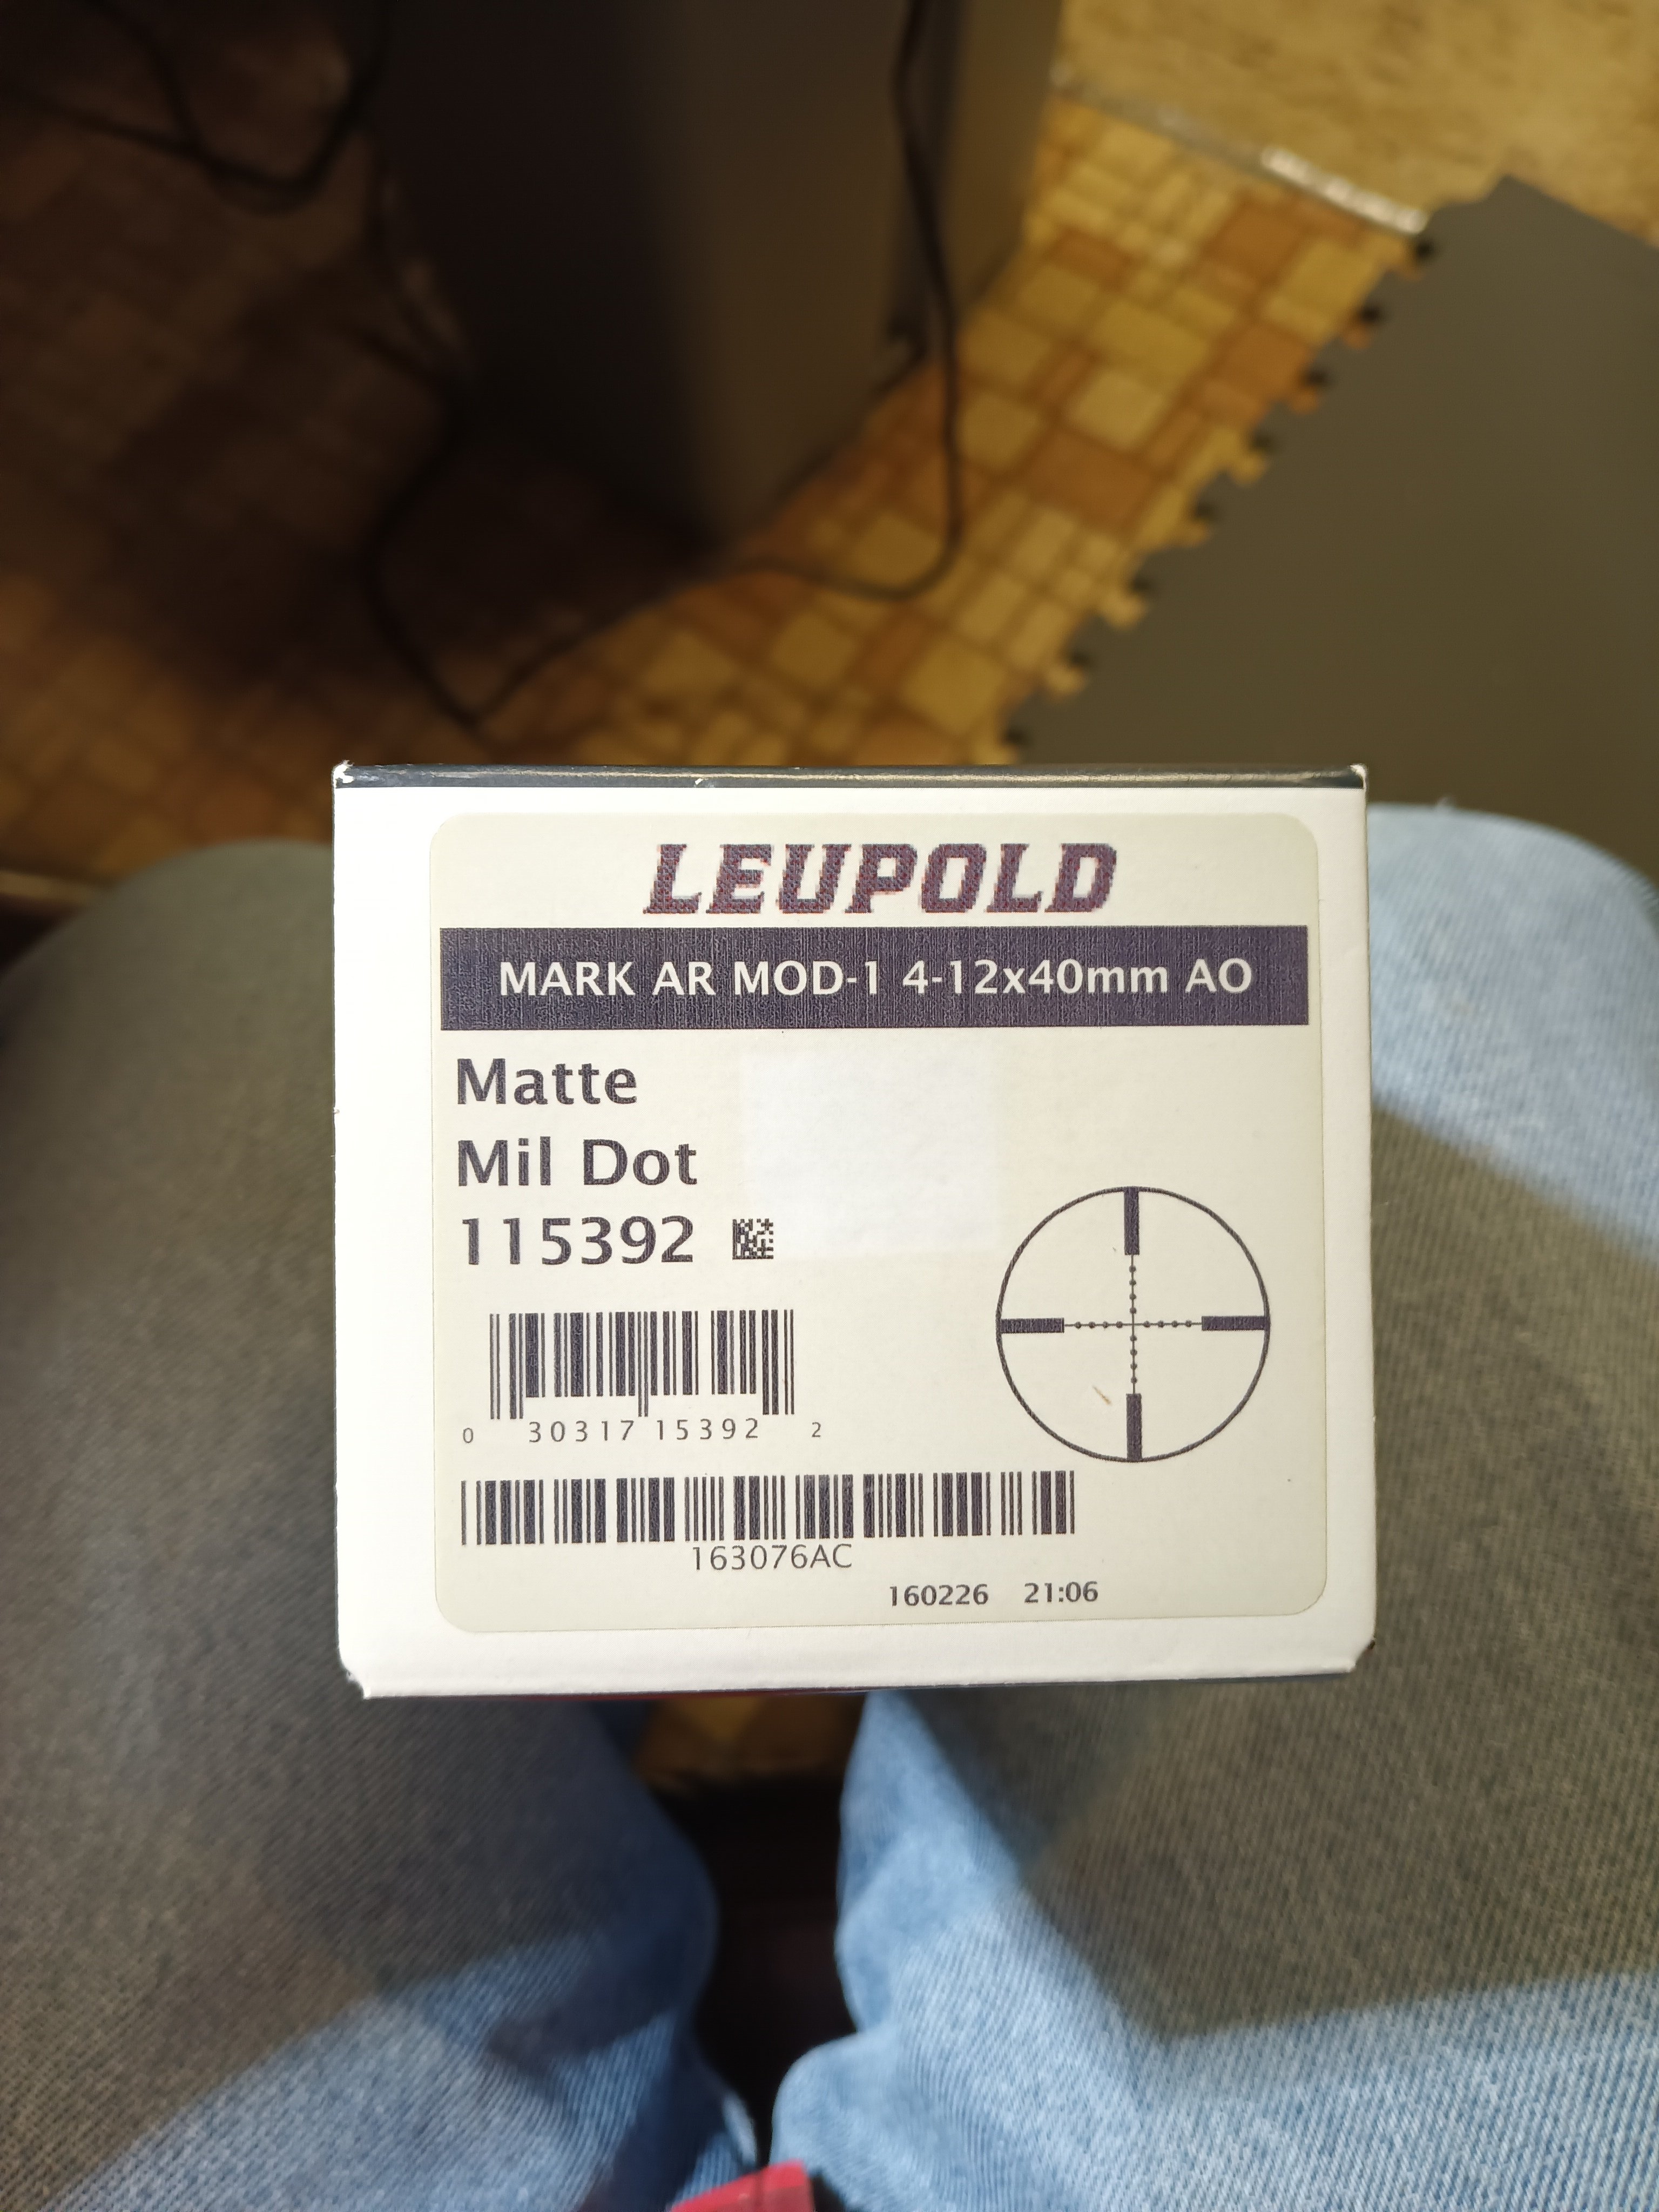 LEUPOLD
MARK AR MOD-1 4-12x40mm AO
Matte
Mil Dot
115392
0 30317 15392 2
163076AC
160226 21:06